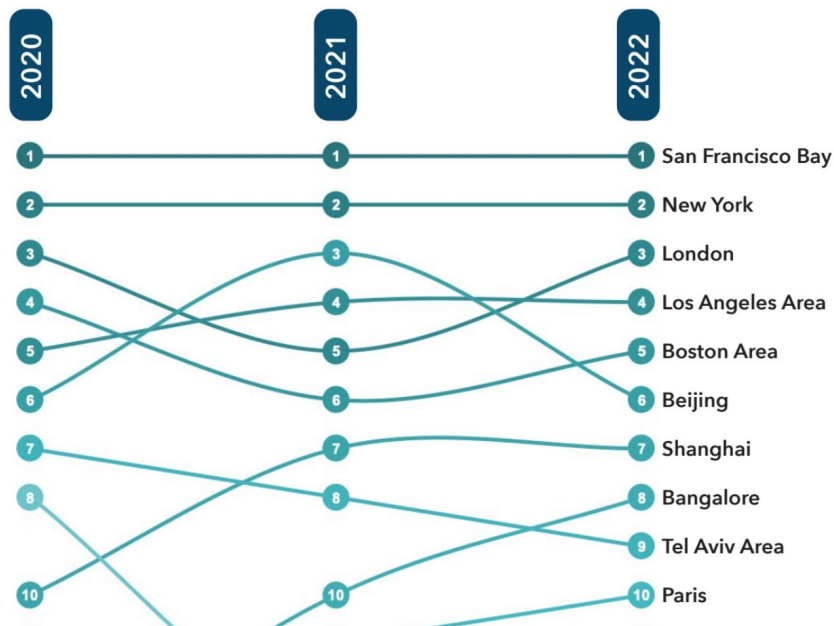 2020 2021 2022
1 1 1 San Francisco Bay
2 2 2 New York
3 3 3 London
4 4 4 Los Angeles Area
5 5 5 Boston Area
6 6 6 Beijing
7 7 7 Shanghai
8 8 8 Bangalore
9 Tel Aviv Area
10 10 10 Paris